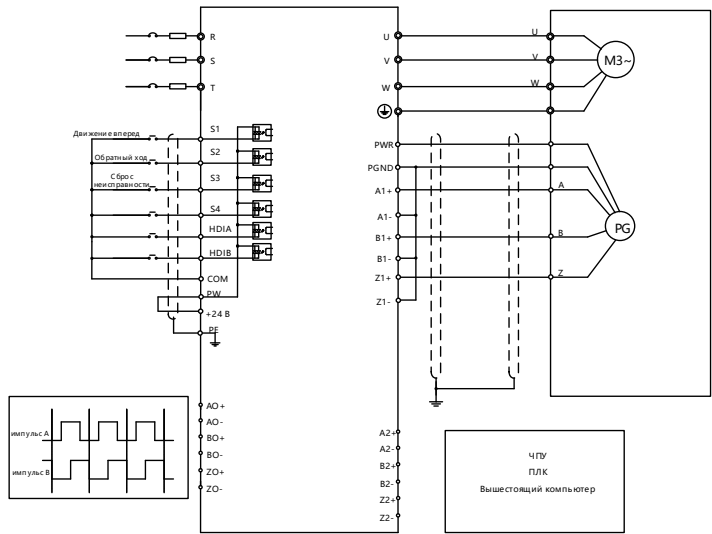 R
S
T
U
V
W
U
V
W
M3~
Движение вперед
Обратный ход
Сброс
неисправности
S1
S2
S3
S4
HDIA
HDIB
COM
PW
+24 В
PE
PWR
PGND
A1+
A1-
B1+
B1-
Z1+
Z1-
A
B
Z
PG
импульс A
импульс B
AO+
AO-
BO+
BO-
ZO+
ZO-
A2+
A2-
B2+
B2-
Z2+
Z2-
ЧПУ
ПЛК
Вышестоящий компьютер